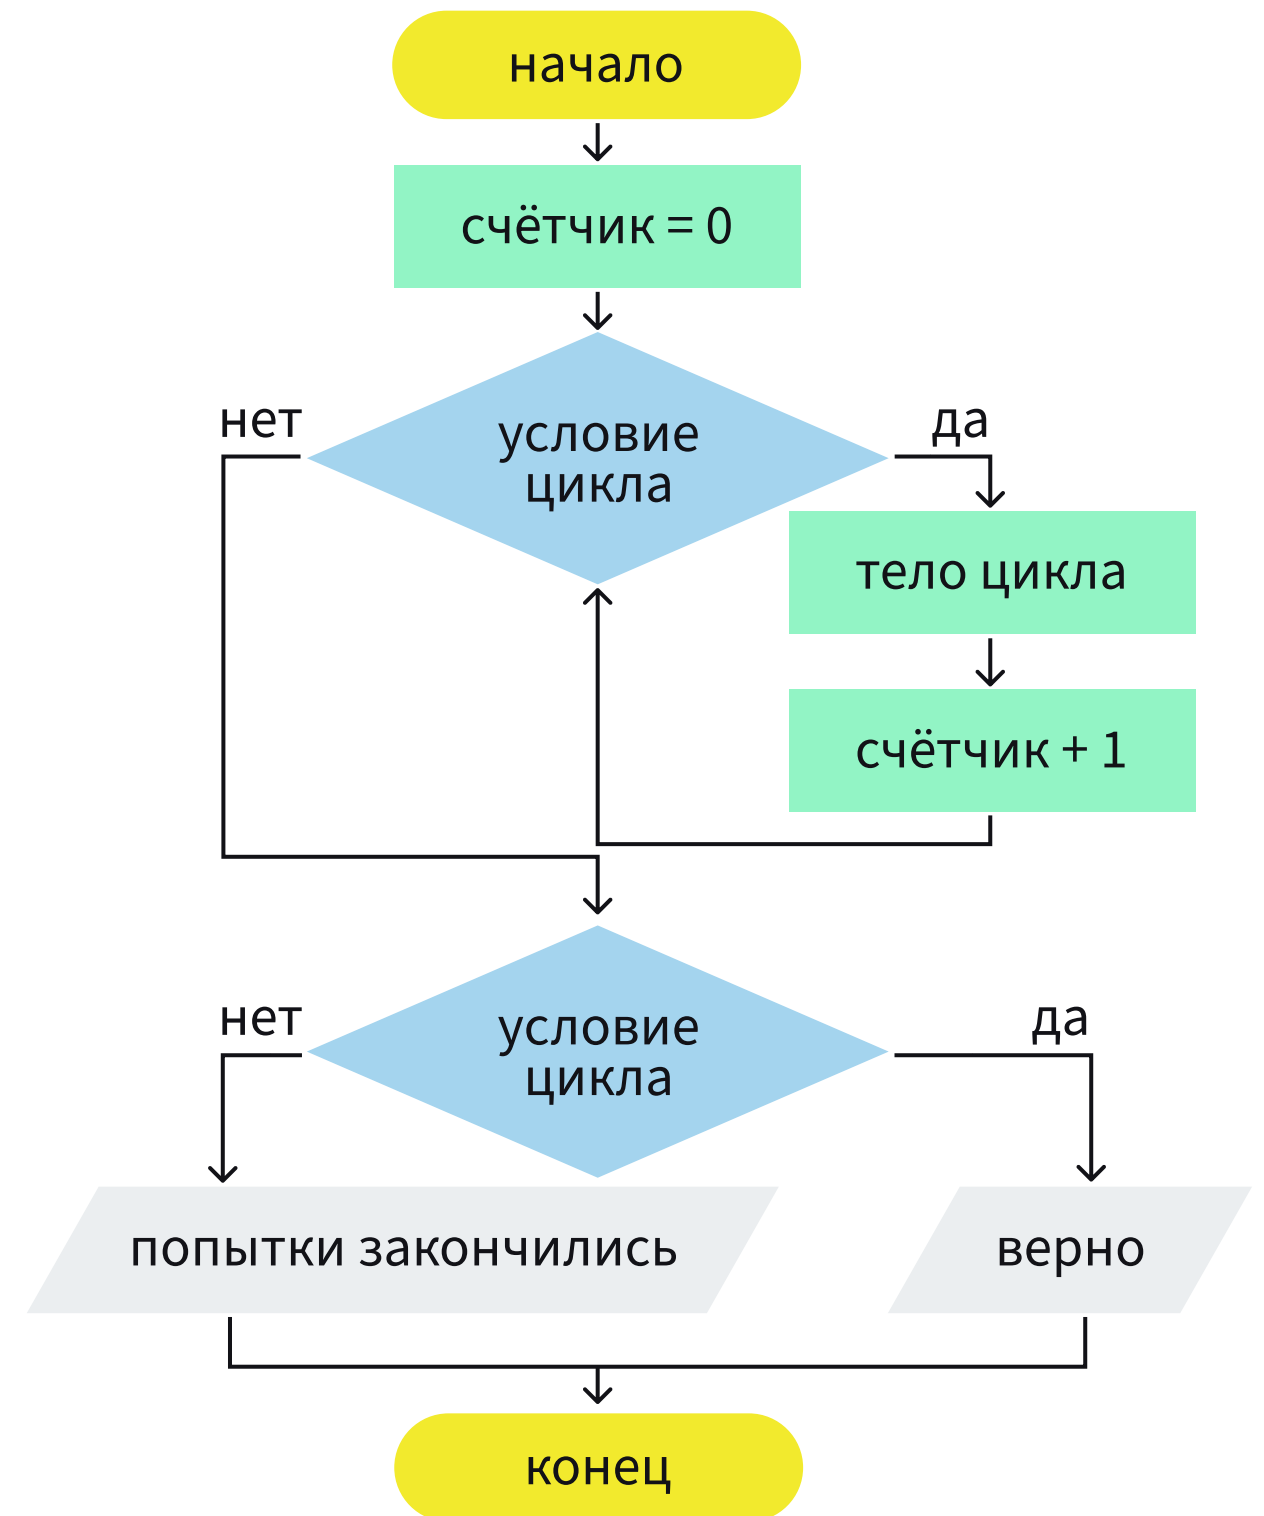 начало
счётчик = 0
нет
да
условие
цикла
тело цикла
счётчик + 1
нет
да
условие
цикла
попытки закончились
верно
конец